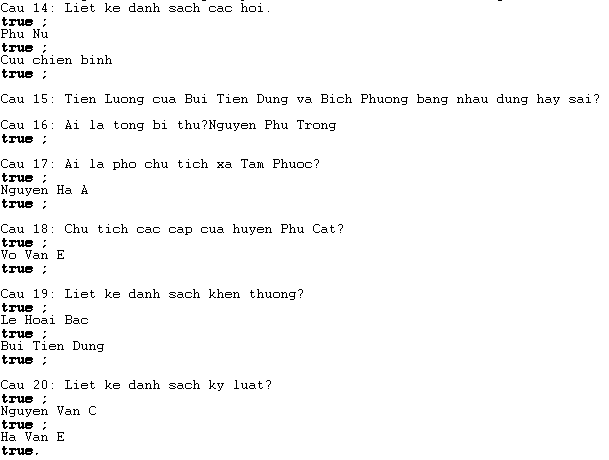 Cau 14: Liet ke danh sach cac hoi.
true ;
Phu Nu
true ;
Cuu chien binh
true ;
Cau 15: Tien Luong cua Bui Tien Dung va Bich Phuong bang nhau dung hay sai?
Cau 16: Ai la tong bi thu?Nguyen Phu Trong
true ;
Cau 17: Ai la pho chu tich xa Tam Phuoc?
true ;
Nguyen Ha A
true ;
Cau 18: Chu tich cac cap cua huyen Phu Cat?
true ;
Vo Van E
true ;
Cau 19: Liet ke danh sach khen thuong?
true ;
Le Hoai Bac
true ;
Bui Tien Dung
true ;
Cau 20: Liet ke danh sach ky luat?
true ;
Nguyen Van C
true ;
Ha Van E
true.